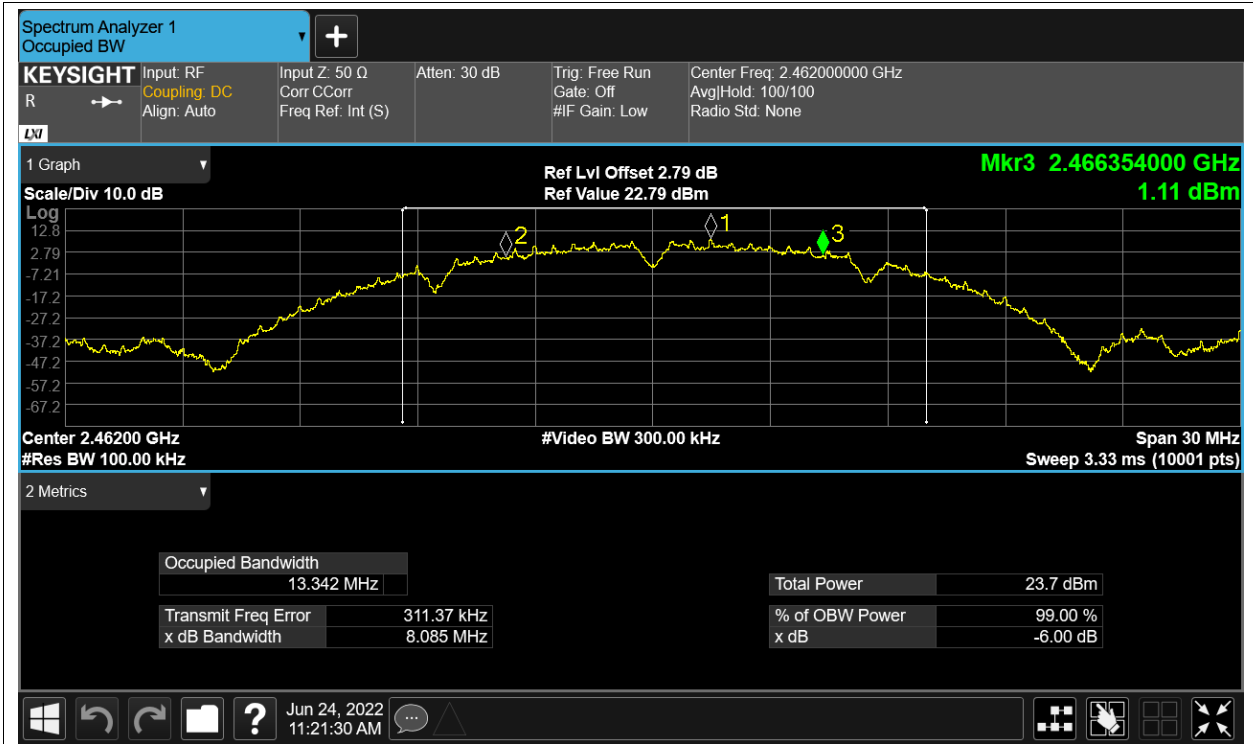 Spectrum Analyzer 1
Occupied BW
KEYSIGHT
R
LXI
Input: RF
Coupling: DC
Align: Auto
Input Z: 50 Ω
Corr CCorr
Freq Ref: Int (S)
Atten: 30 dB
Trig: Free Run
Gate: Off
#IF Gain: Low
Center Freq: 2.462000000 GHz
Avg|Hold: 100/100
Radio Std: None
1 Graph
Scale/Div 10.0 dB
Ref Lvl Offset 2.79 dB
Ref Value 22.79 dBm
Mkr3 2.466354000 GHz
1.11 dBm
Log
12.8
2.79
-7.21
-17.2
-27.2
-37.2
-47.2
-57.2
-67.2
2
1
3
Center 2.46200 GHz
#Res BW 100.00 kHz
#Video BW 300.00 kHz
Span 30 MHz
Sweep 3.33 ms (10001 pts)
2 Metrics
Occupied Bandwidth
13.342 MHz
Transmit Freq Error 311.37 kHz
x dB Bandwidth 8.085 MHz
Total Power 23.7 dBm
% of OBW Power 99.00 %
x dB -6.00 dB
?
Jun 24, 2022
11:21:30 AM